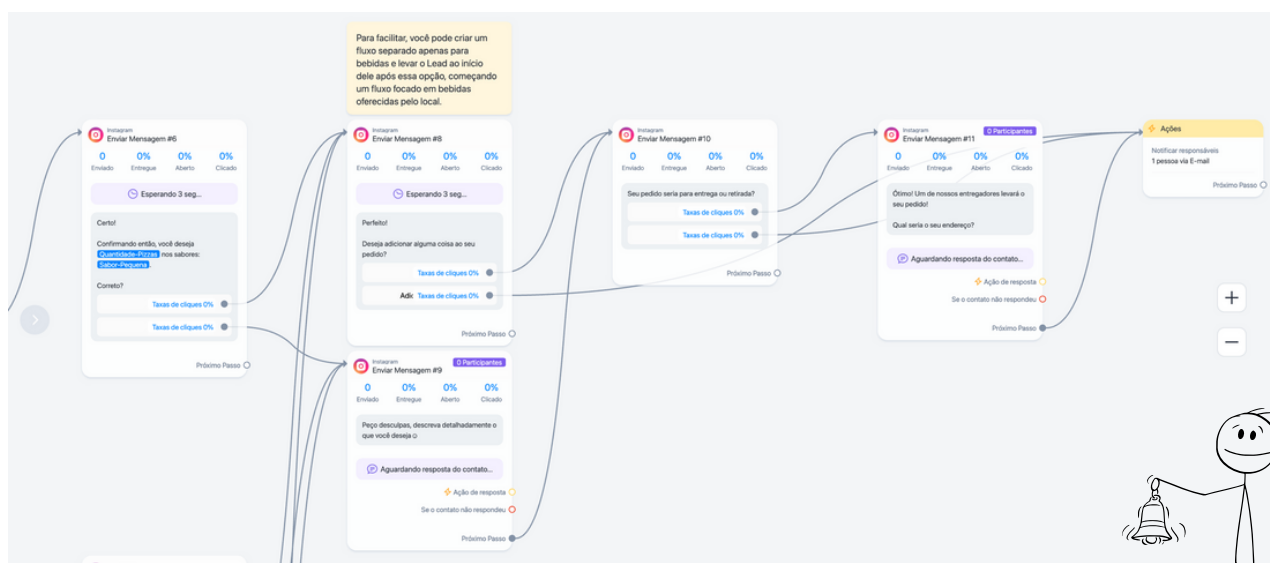 Para facilitar, você pode criar um
fluxo separado apenas para
bebidas e levar o Lead ao início
dele após essa opção, começando
um fluxo focado em bebidas
oferecidas pelo local.
Instagram
Enviar Mensagem #6
0 0% 0% 0%
Enviado Entregue Aberto Clicado
Esperando 3 seg...
Certo!
Confirmando então, você deseja
Quantidade-Pizzas nos sabores:
Sabor-Pequena.
Correto?
Taxas de cliques 0%
Taxas de cliques 0%
Próximo Passo
Instagram
Enviar Mensagem #8
0 0% 0% 0%
Enviado Entregue Aberto Clicado
Esperando 3 seg...
Perfeito!
Deseja adicionar alguma coisa ao seu
pedido?
Taxas de cliques 0%
Adic Taxas de cliques 0%
Próximo Passo
Instagram
Enviar Mensagem #9
0 Participantes
0 0% 0% 0%
Enviado Entregue Aberto Clicado
Peço desculpas, descreva detalhadamente o
que você deseja☺
Aguardando resposta do contato...
Ação de resposta
Se o contato não respondeu
Próximo Passo
Instagram
Enviar Mensagem #10
0 0% 0% 0%
Enviado Entregue Aberto Clicado
Seu pedido seria para entrega ou retirada?
Taxas de cliques 0%
Taxas de cliques 0%
Próximo Passo
Instagram
Enviar Mensagem #11
0 Participantes
0 0% 0% 0%
Enviado Entregue Aberto Clicado
Ótimo! Um de nossos entregadores levará o
seu pedido!
Qual seria o seu endereço?
Aguardando resposta do contato...
Ação de resposta
Se o contato não respondeu
Próximo Passo
Ações
Notificar responsáveis
1 pessoa via E-mail
Próximo Passo